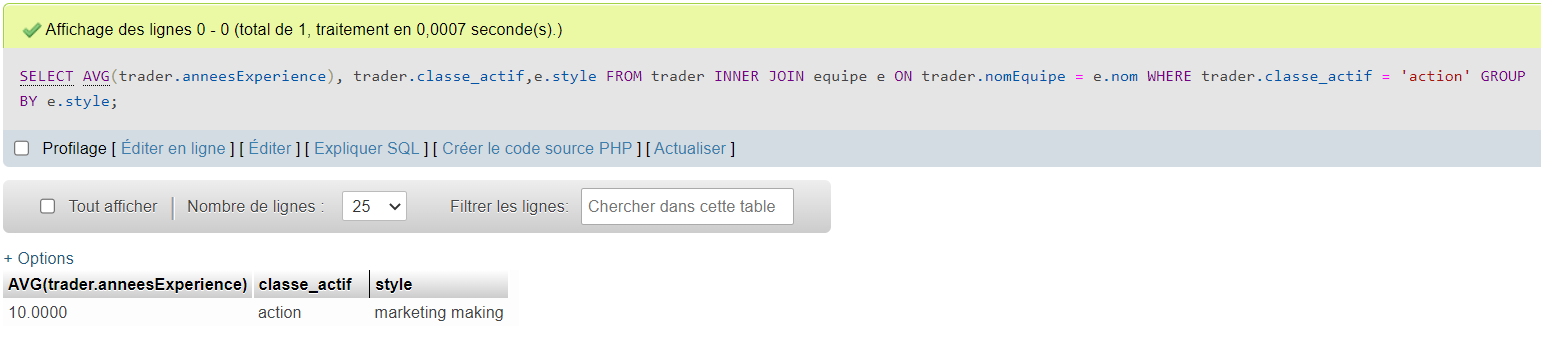 Affichage des lignes 0 - 0 (total de 1, traitement en 0,0007 seconde(s).)
SELECT AVG(trader.anneesExperience), trader.classe_actif,e.style FROM trader INNER JOIN equipe e ON trader.nomEquipe = e.nom WHERE trader.classe_actif = 'action' GROUP
BY e.style;
Profilage [ Éditer en ligne ] [ Éditer ] [ Expliquer SQL ] [ Créer le code source PHP ] [ Actualiser ]
Tout afficher | Nombre de lignes : 25 Filtrer les lignes: Chercher dans cette table
+ Options
AVG(trader.anneesExperience) classe_actif style
10.0000 action marketing making